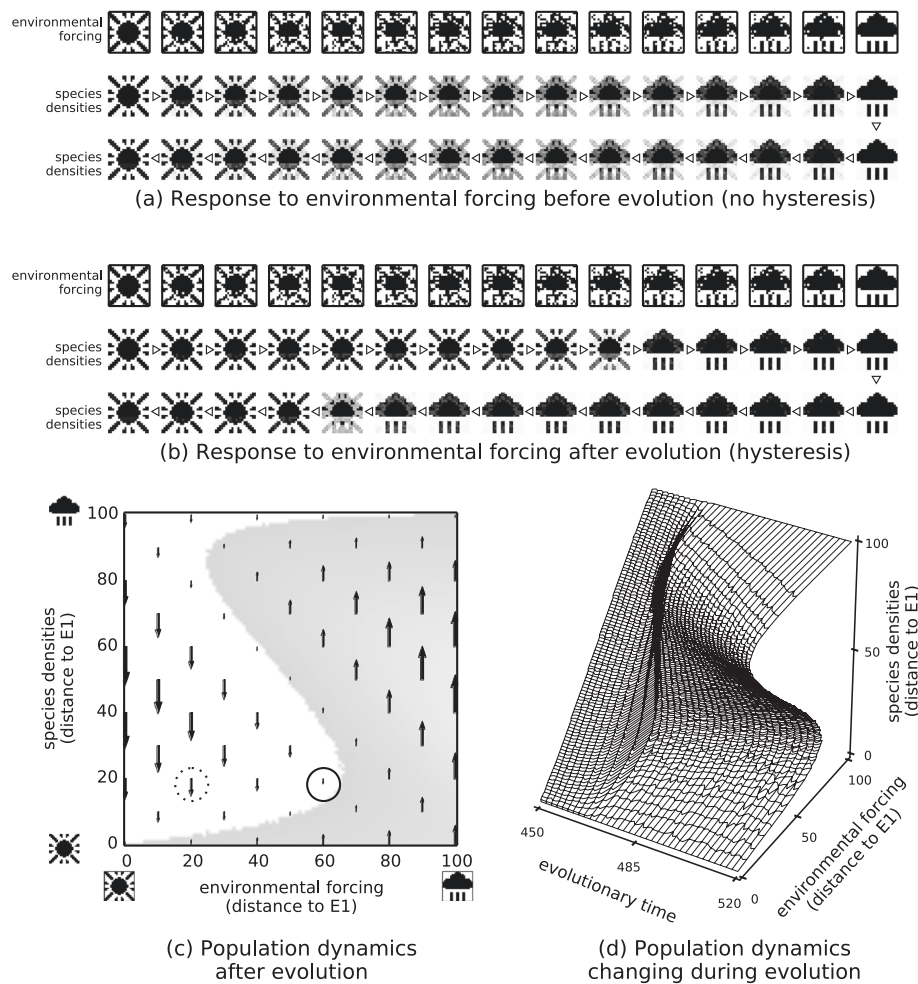 environmental
forcing
species
densities
species
densities
(a) Response to environmental forcing before evolution (no hysteresis)
environmental
forcing
species
densities
species
densities
(b) Response to environmental forcing after evolution (hysteresis)
100
80
60
40
20
0
species densities
(distance to E1)
0 20 40 60 80 100
environmental forcing
(distance to E1)
(c) Population dynamics
after evolution
100
50
0
species densities
(distance to E1)
100
50
0
environmental forcing
(distance to E1)
450
485
520
evolutionary time
(d) Population dynamics
changing during evolution